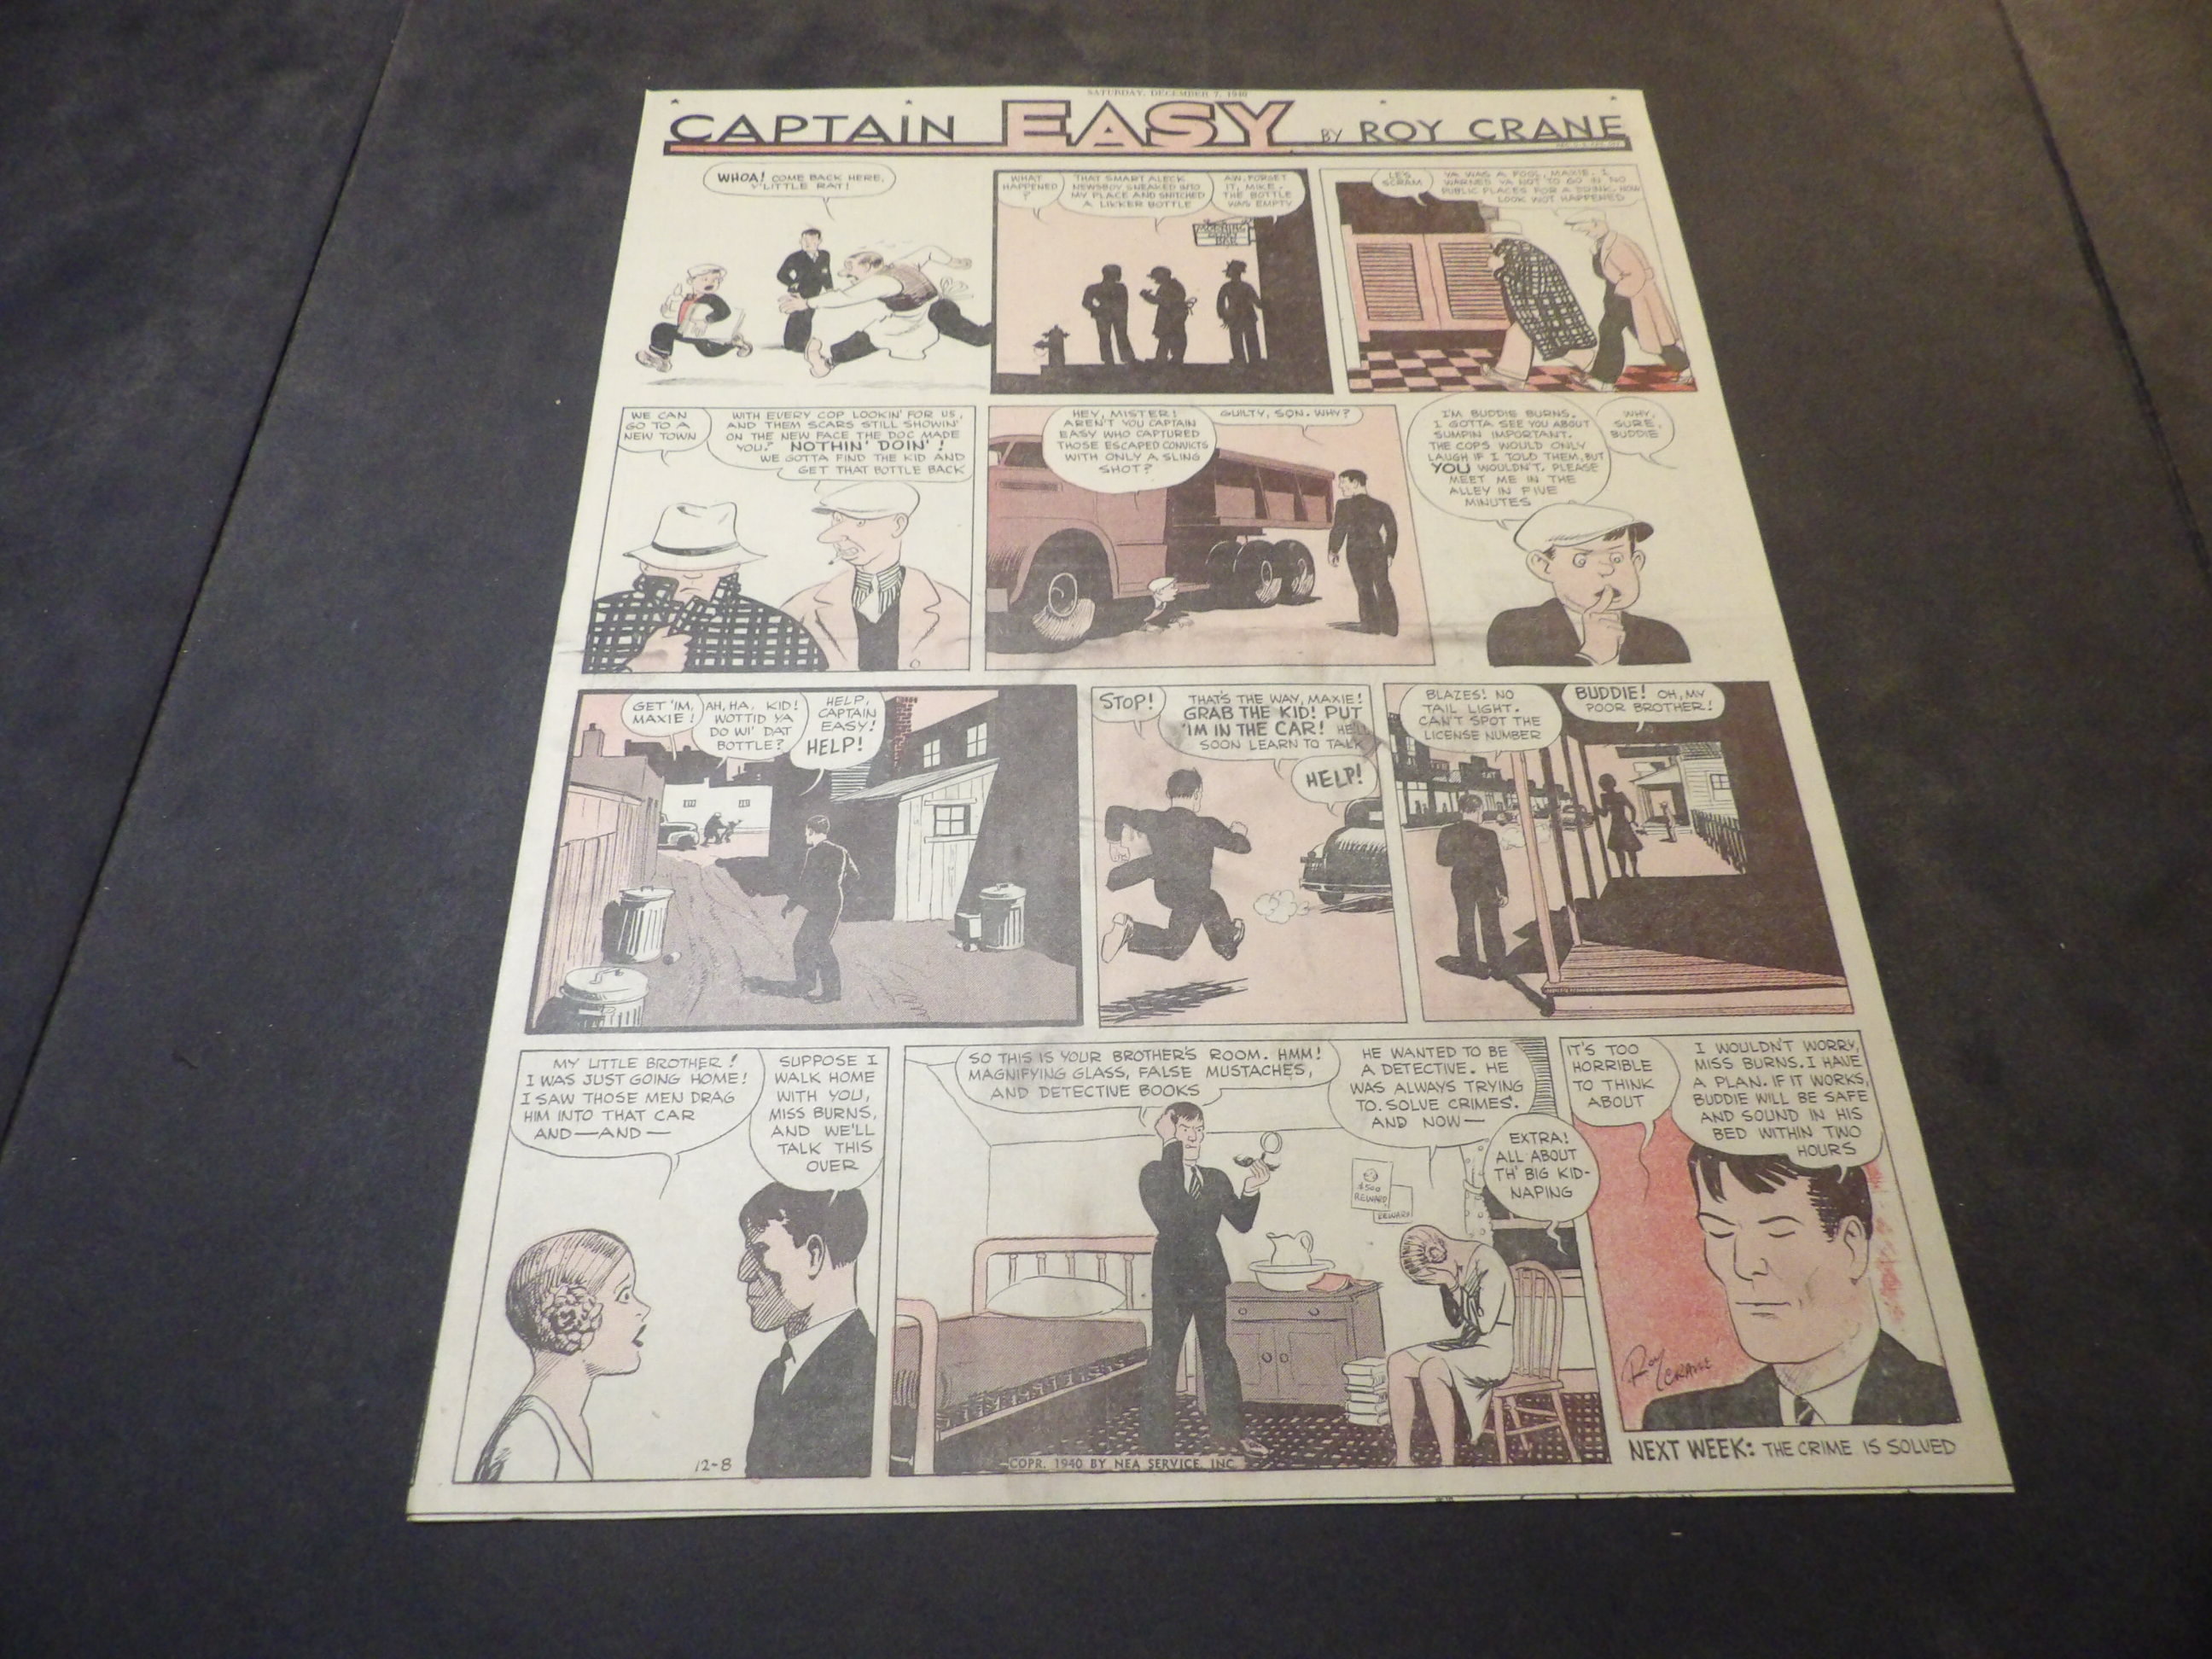 SATURDAY, DECEMBER 7, 1940
CAPTAIN EASY BY ROY CRANE
WHOA! COME BACK HERE,
Y'LITTLE RAT!
WHAT
HAPPENED
?
THAT SMART ALECK
NEWSBOY SNEAKED INTO
MY PLACE AND SNITCHED
A LIKKER BOTTLE
AW, FORGET
IT, MIKE.
THE BOTTLE
WAS EMPTY
MORNING
GLORY
BAR
LE'S
SCRAM
YA WAS A FOOL, MAXIE. I
WARNED YA NOT TO GO IN NO
PUBLIC PLACES FOR A DRINK. NOW
LOOK WOT HAPPENED
WE CAN
GO TO A
NEW TOWN
WITH EVERY COP LOOKIN' FOR US,
AND THEM SCARS STILL SHOWIN'
ON THE NEW FACE THE DOC MADE
YOU? NOTHIN' DOIN'!
WE GOTTA FIND THE KID AND
GET THAT BOTTLE BACK
HEY, MISTER!
AREN'T YOU CAPTAIN
EASY WHO CAPTURED
THOSE ESCAPED CONVICTS
WITH ONLY A SLING
SHOT?
GUILTY, SON. WHY?
I'M BUDDIE BURNS.
I GOTTA SEE YOU ABOUT
SUMPIN IMPORTANT.
THE COPS WOULD ONLY
LAUGH IF I TOLD THEM, BUT
YOU WOULDN'T. PLEASE
MEET ME IN THE
ALLEY IN FIVE
MINUTES
WHY,
SURE,
BUDDIE
GET 'IM,
MAXIE!
AH, HA, KID!
WOTTID YA
DO WI' DAT
BOTTLE?
HELP,
CAPTAIN
EASY!
HELP!
STOP!
THAT'S THE WAY, MAXIE!
GRAB THE KID! PUT
'IM IN THE CAR! HE'LL
SOON LEARN TO TALK
HELP!
BLAZES! NO
TAIL LIGHT.
CAN'T SPOT THE
LICENSE NUMBER
BUDDIE! OH, MY
POOR BROTHER!
MY LITTLE BROTHER!
I WAS JUST GOING HOME!
I SAW THOSE MEN DRAG
HIM INTO THAT CAR
AND—AND—
SUPPOSE I
WALK HOME
WITH YOU,
MISS BURNS,
AND WE'LL
TALK THIS
OVER
12-8
SO THIS IS YOUR BROTHER'S ROOM. HMM!
MAGNIFYING GLASS, FALSE MUSTACHES,
AND DETECTIVE BOOKS
HE WANTED TO BE
A DETECTIVE. HE
WAS ALWAYS TRYING
TO SOLVE CRIMES.
AND NOW—
EXTRA!
ALL ABOUT
TH' BIG KID-
NAPING
$500
REWARD
REWARD
COPR. 1940 BY NEA SERVICE, INC.
IT'S TOO
HORRIBLE
TO THINK
ABOUT
I WOULDN'T WORRY,
MISS BURNS. I HAVE
A PLAN. IF IT WORKS,
BUDDIE WILL BE SAFE
AND SOUND IN HIS
BED WITHIN TWO
HOURS
ROY CRANE
NEXT WEEK: THE CRIME IS SOLVED